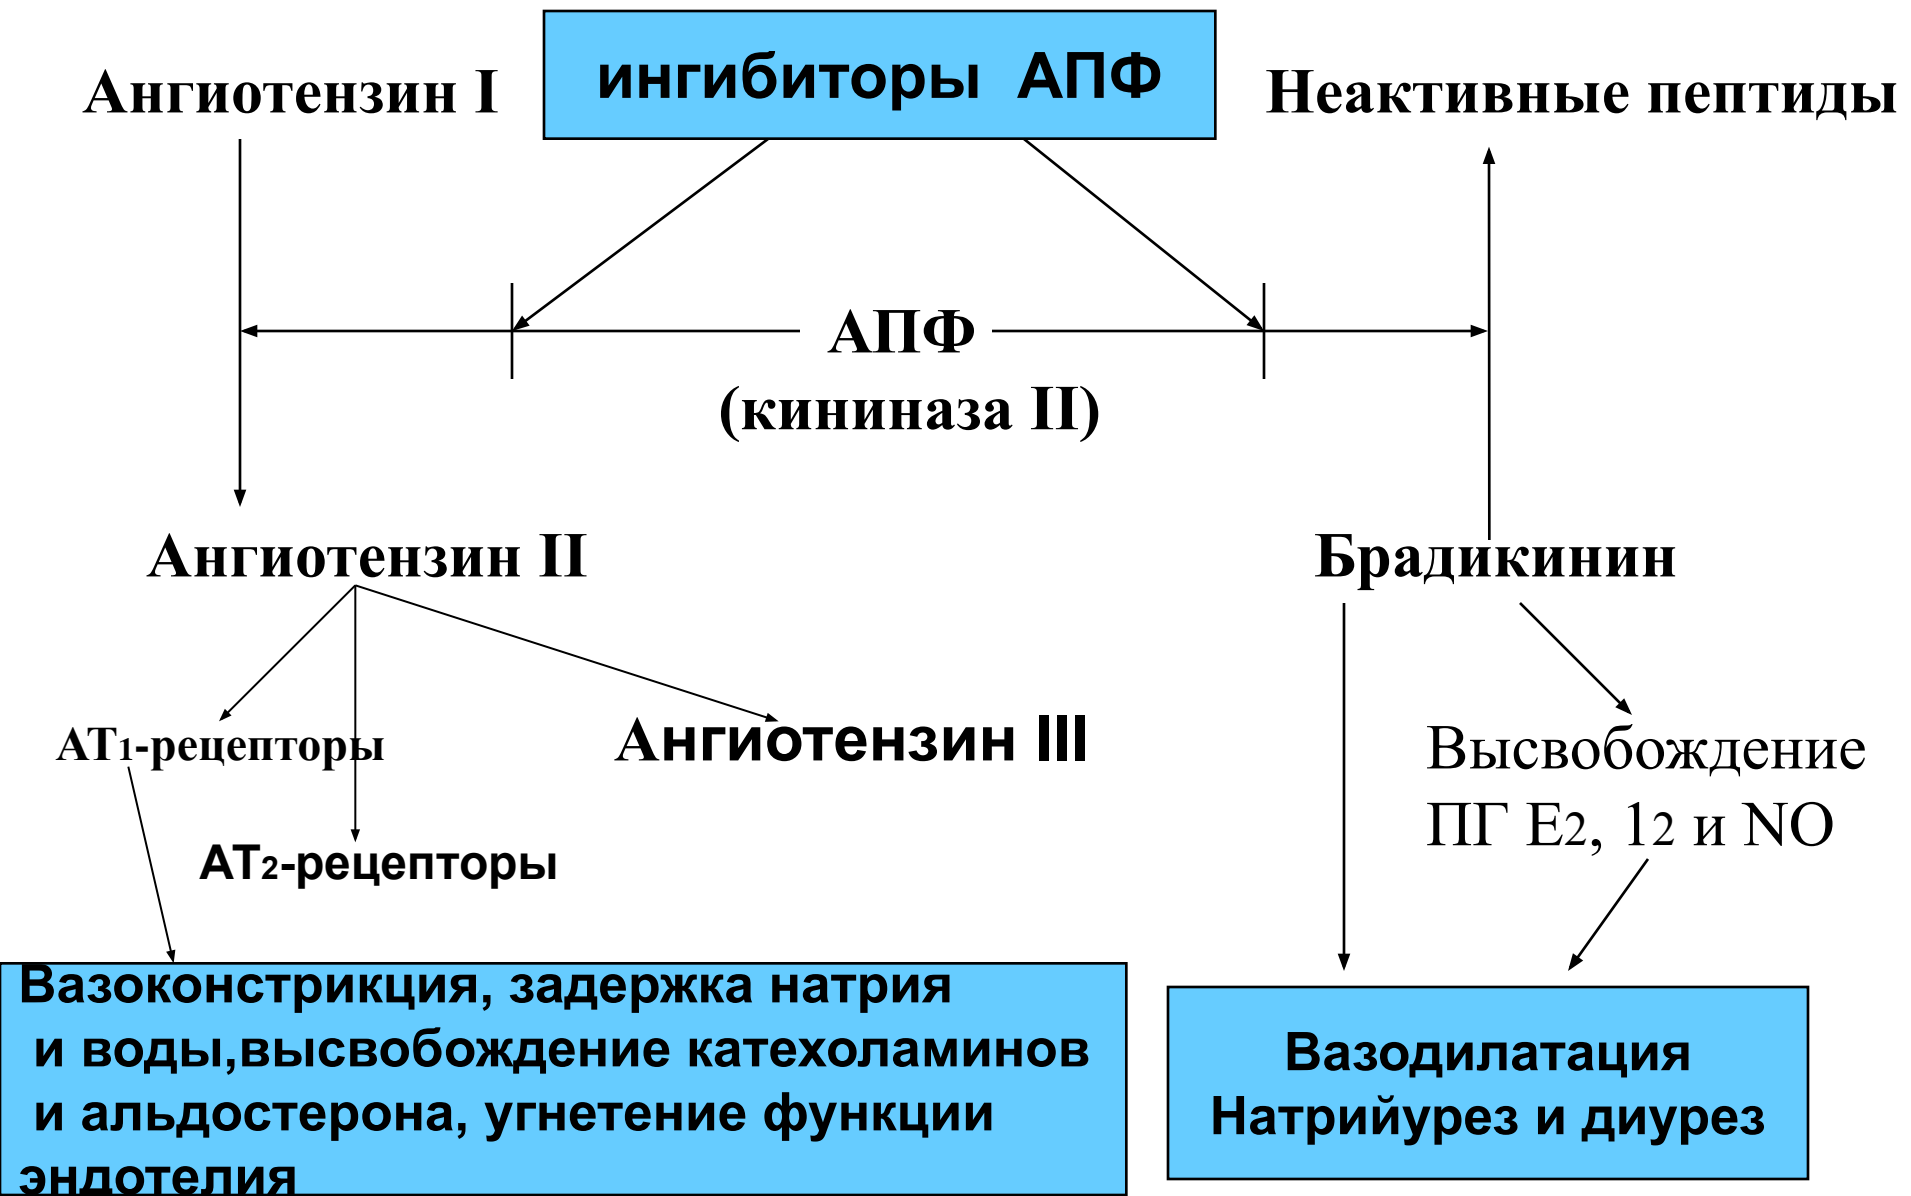 ингибиторы АПФ
Ангиотензин I
Неактивные пептиды
АПФ
(кининаза II)
Ангиотензин II
Брадикинин
АТ1-рецепторы
Ангиотензин III
Высвобождение
ПГ Е2, 12 и NO
АТ2-рецепторы
Вазоконстрикция, задержка натрия
и воды,высвобождение катехоламинов
и альдостерона, угнетение функции
эндотелия
Вазодилатация
Натрийурез и диурез